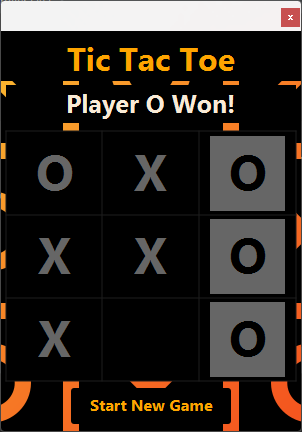 x
Tic Tac Toe
Player O Won!
O X O
X X O
X O
Start New Game